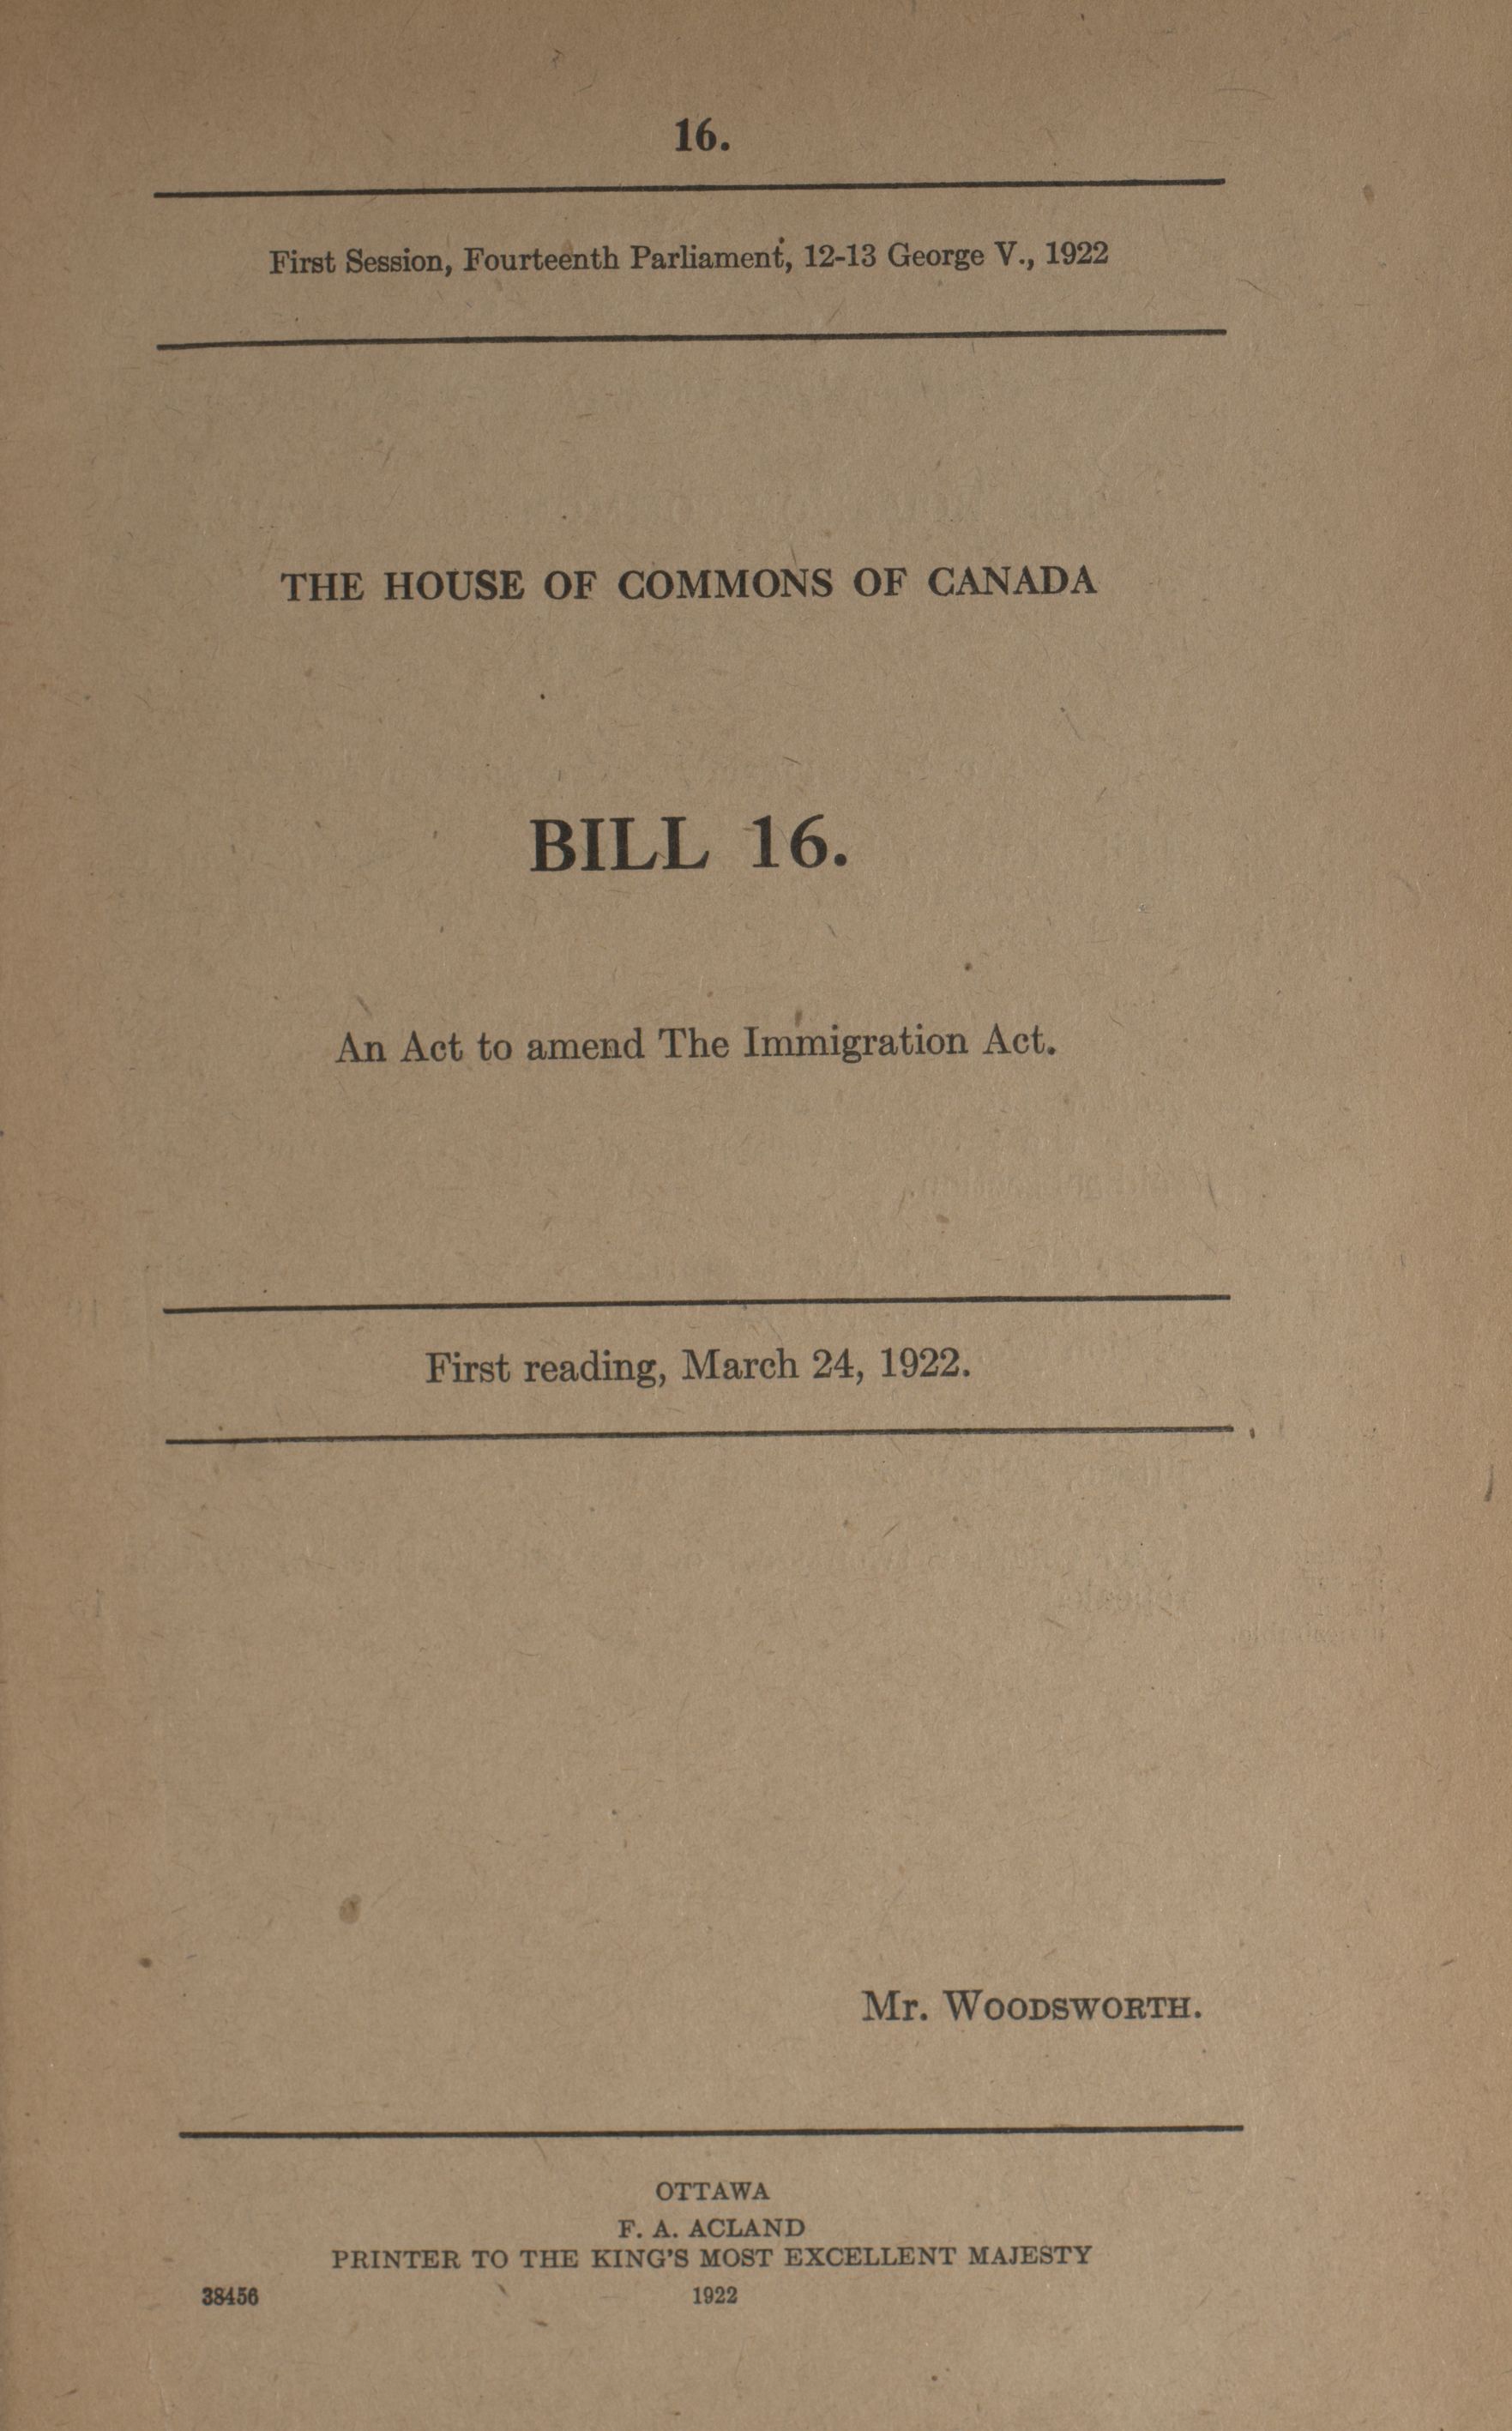 16.
First Session, Fourteenth Parliament, 12-13 George V., 1922
THE HOUSE OF COMMONS OF CANADA
BILL 16.
An Act to amend The Immigration Act.
First reading, March 24, 1922.
Mr. WOODSWORTH.
OTTAWA
F. A. ACLAND
PRINTER TO THE KING'S MOST EXCELLENT MAJESTY
38456 1922